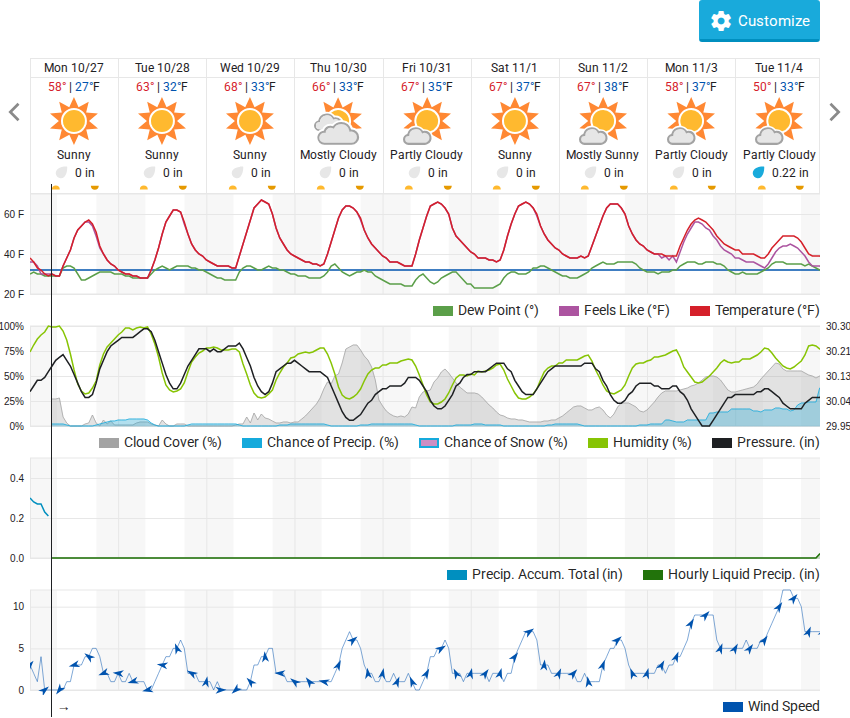 Customize
Mon 10/27 Tue 10/28 Wed 10/29 Thu 10/30 Fri 10/31 Sat 11/1 Sun 11/2 Mon 11/3 Tue 11/4
58° | 27°F 63° | 32°F 68° | 33°F 66° | 33°F 67° | 35°F 67° | 37°F 67° | 38°F 58° | 37°F 50° | 33°F
Sunny Sunny Sunny Mostly Cloudy Partly Cloudy Sunny Mostly Sunny Partly Cloudy Partly Cloudy
0 in 0 in 0 in 0 in 0 in 0 in 0 in 0 in 0.22 in
60 F
40 F
20 F
Dew Point (°) Feels Like (°F) Temperature (°F)
100% 30.30
75% 30.21
50% 30.13
25% 30.04
0% 29.95
Cloud Cover (%) Chance of Precip. (%) Chance of Snow (%) Humidity (%) Pressure. (in)
0.4
0.2
0.0
Precip. Accum. Total (in) Hourly Liquid Precip. (in)
10
5
0
→ Wind Speed